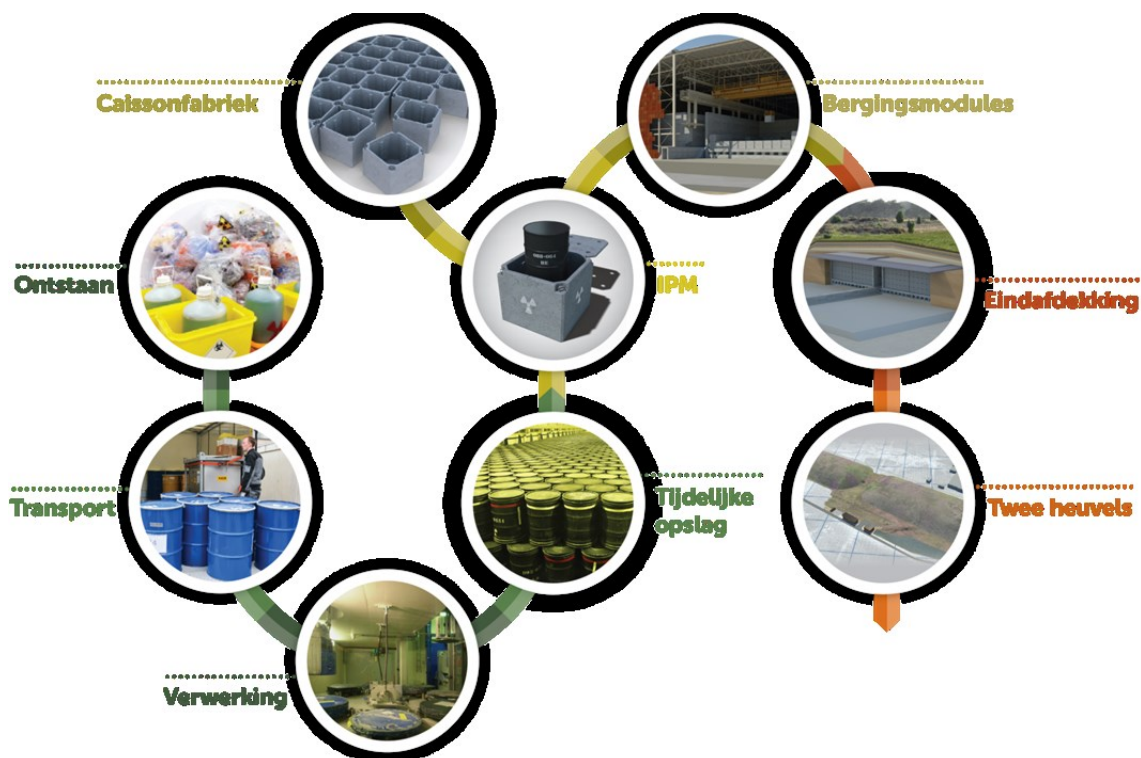 Caissonfabriek
Bergingsmodules
Ontstaan
IPM
Eindafdekking
Transport
Tijdelijke
opslag
Twee heuvels
Verwerking